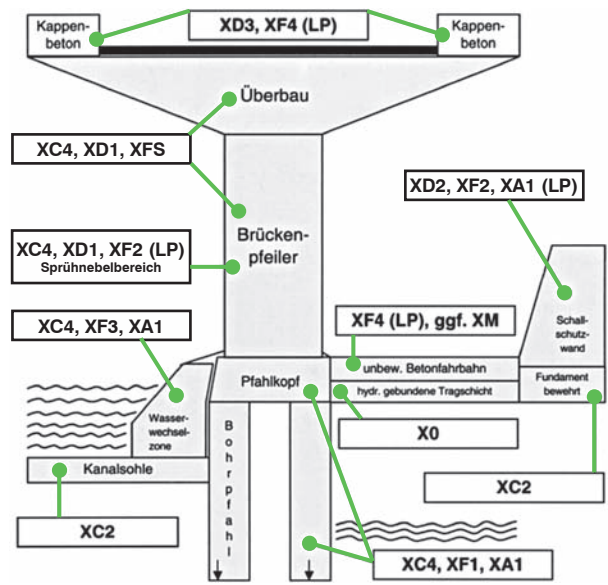 Kappen-
beton
XD3, XF4 (LP)
Kappen-
beton
Überbau
XC4, XD1, XFS
XD2, XF2, XA1 (LP)
Brücken-
pfeiler
XC4, XD1, XF2 (LP)
Sprühnebelbereich
XC4, XF3, XA1
XF4 (LP), ggf. XM
Schall-
schutz-
wand
unbew. Betonfahrbahn
Pfahlkopf
hydr. gebundene Tragschicht
Fundament
bewehrt
Wasser-
wechsel-
zone
Bohrpfahl
X0
Kanalsohle
XC2
XC2
XC4, XF1, XA1